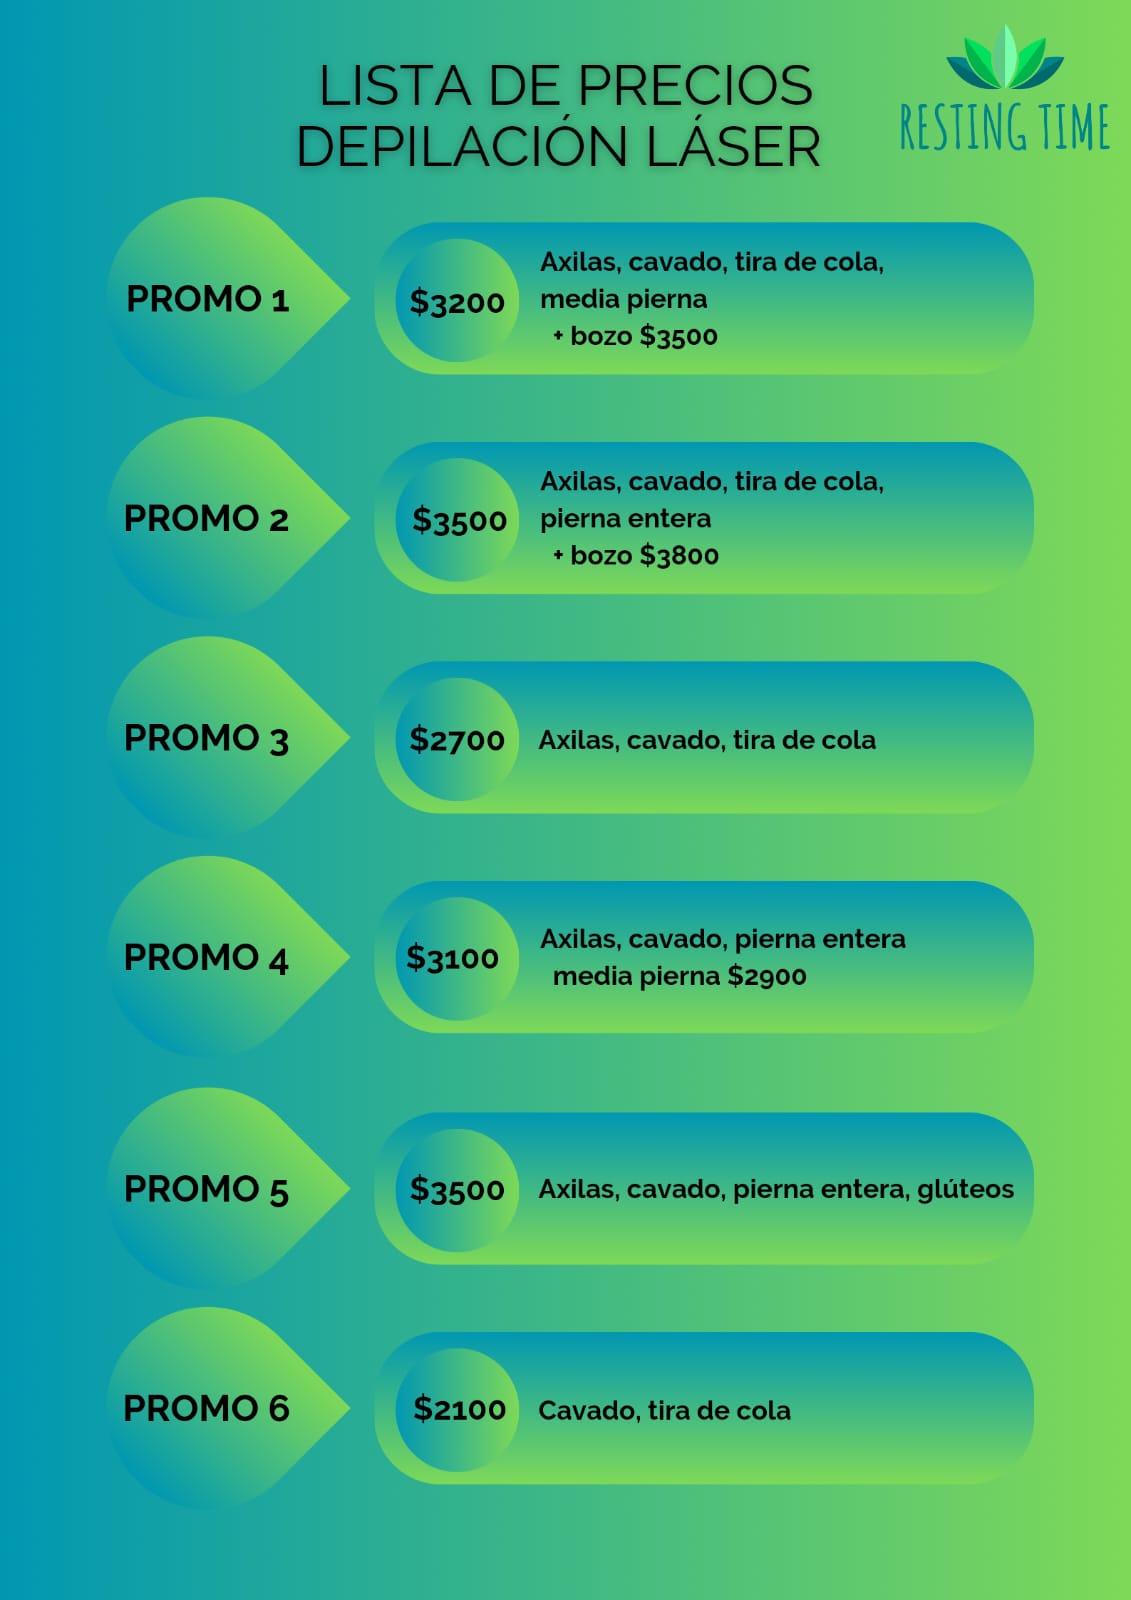 LISTA DE PRECIOS
DEPILACIÓN LÁSER
RESTING TIME
PROMO 1
$3200
Axilas, cavado, tira de cola,
media pierna
+ bozo $3500
PROMO 2
$3500
Axilas, cavado, tira de cola,
pierna entera
+ bozo $3800
PROMO 3
$2700
Axilas, cavado, tira de cola
PROMO 4
$3100
Axilas, cavado, pierna entera
media pierna $2900
PROMO 5
$3500
Axilas, cavado, pierna entera, glúteos
PROMO 6
$2100
Cavado, tira de cola